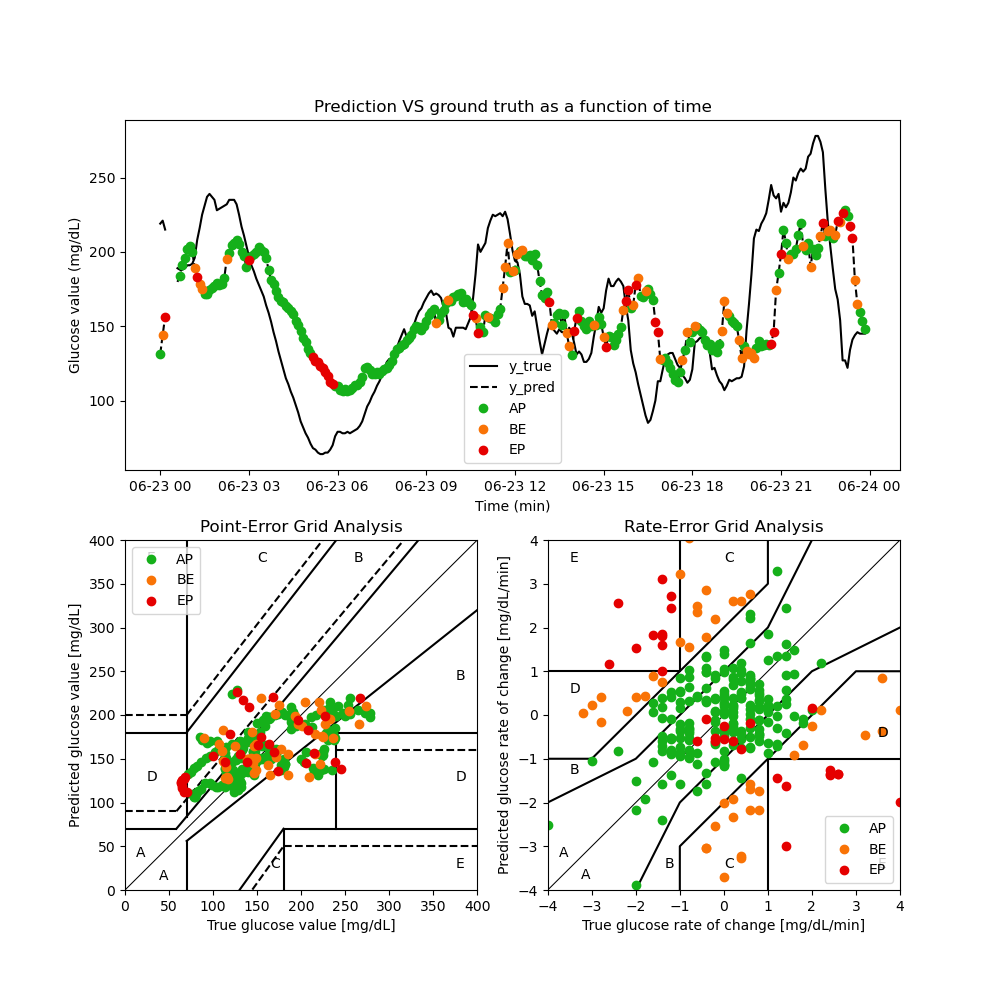 Prediction VS ground truth as a function of time
Glucose value (mg/dL)
250
200
150
100
y_true
y_pred
AP
BE
EP
06-23 00 06-23 03 06-23 06 06-23 09 06-23 12 06-23 15 06-23 18 06-23 21 06-24 00
Time (min)
Point-Error Grid Analysis
Predicted glucose value [mg/dL]
400
350
300
250
200
150
100
50
0
AP
BE
EP
C
B
B
D
D
A
A
C
E
0 50 100 150 200 250 300 350 400
True glucose value [mg/dL]
Rate-Error Grid Analysis
Predicted glucose rate of change [mg/dL/min]
4
3
2
1
0
−1
−2
−3
−4
E
C
D
D
B
A
A
B
C
AP
BE
EP
−4 −3 −2 −1 0 1 2 3 4
True glucose rate of change [mg/dL/min]